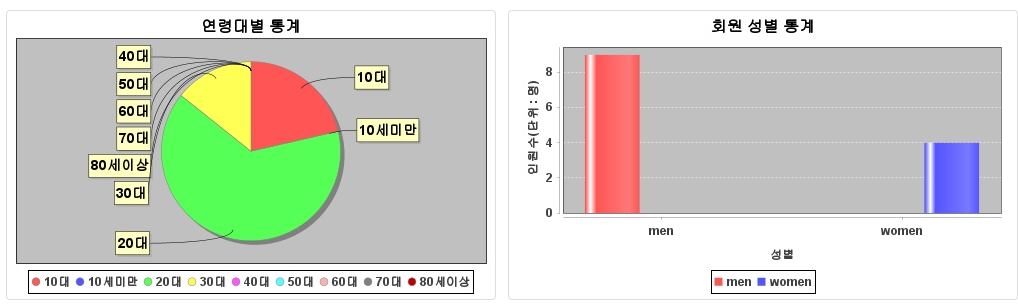 연령대별 통계
40대
50대
60대
70대
80세이상
30대
20대
10대
10세미만
10대 10세미만 20대 30대 40대 50대 60대 70대 80세이상
회원 성별 통계
인원수(단위 : 명)
8
6
4
2
0
men women
성별
men women